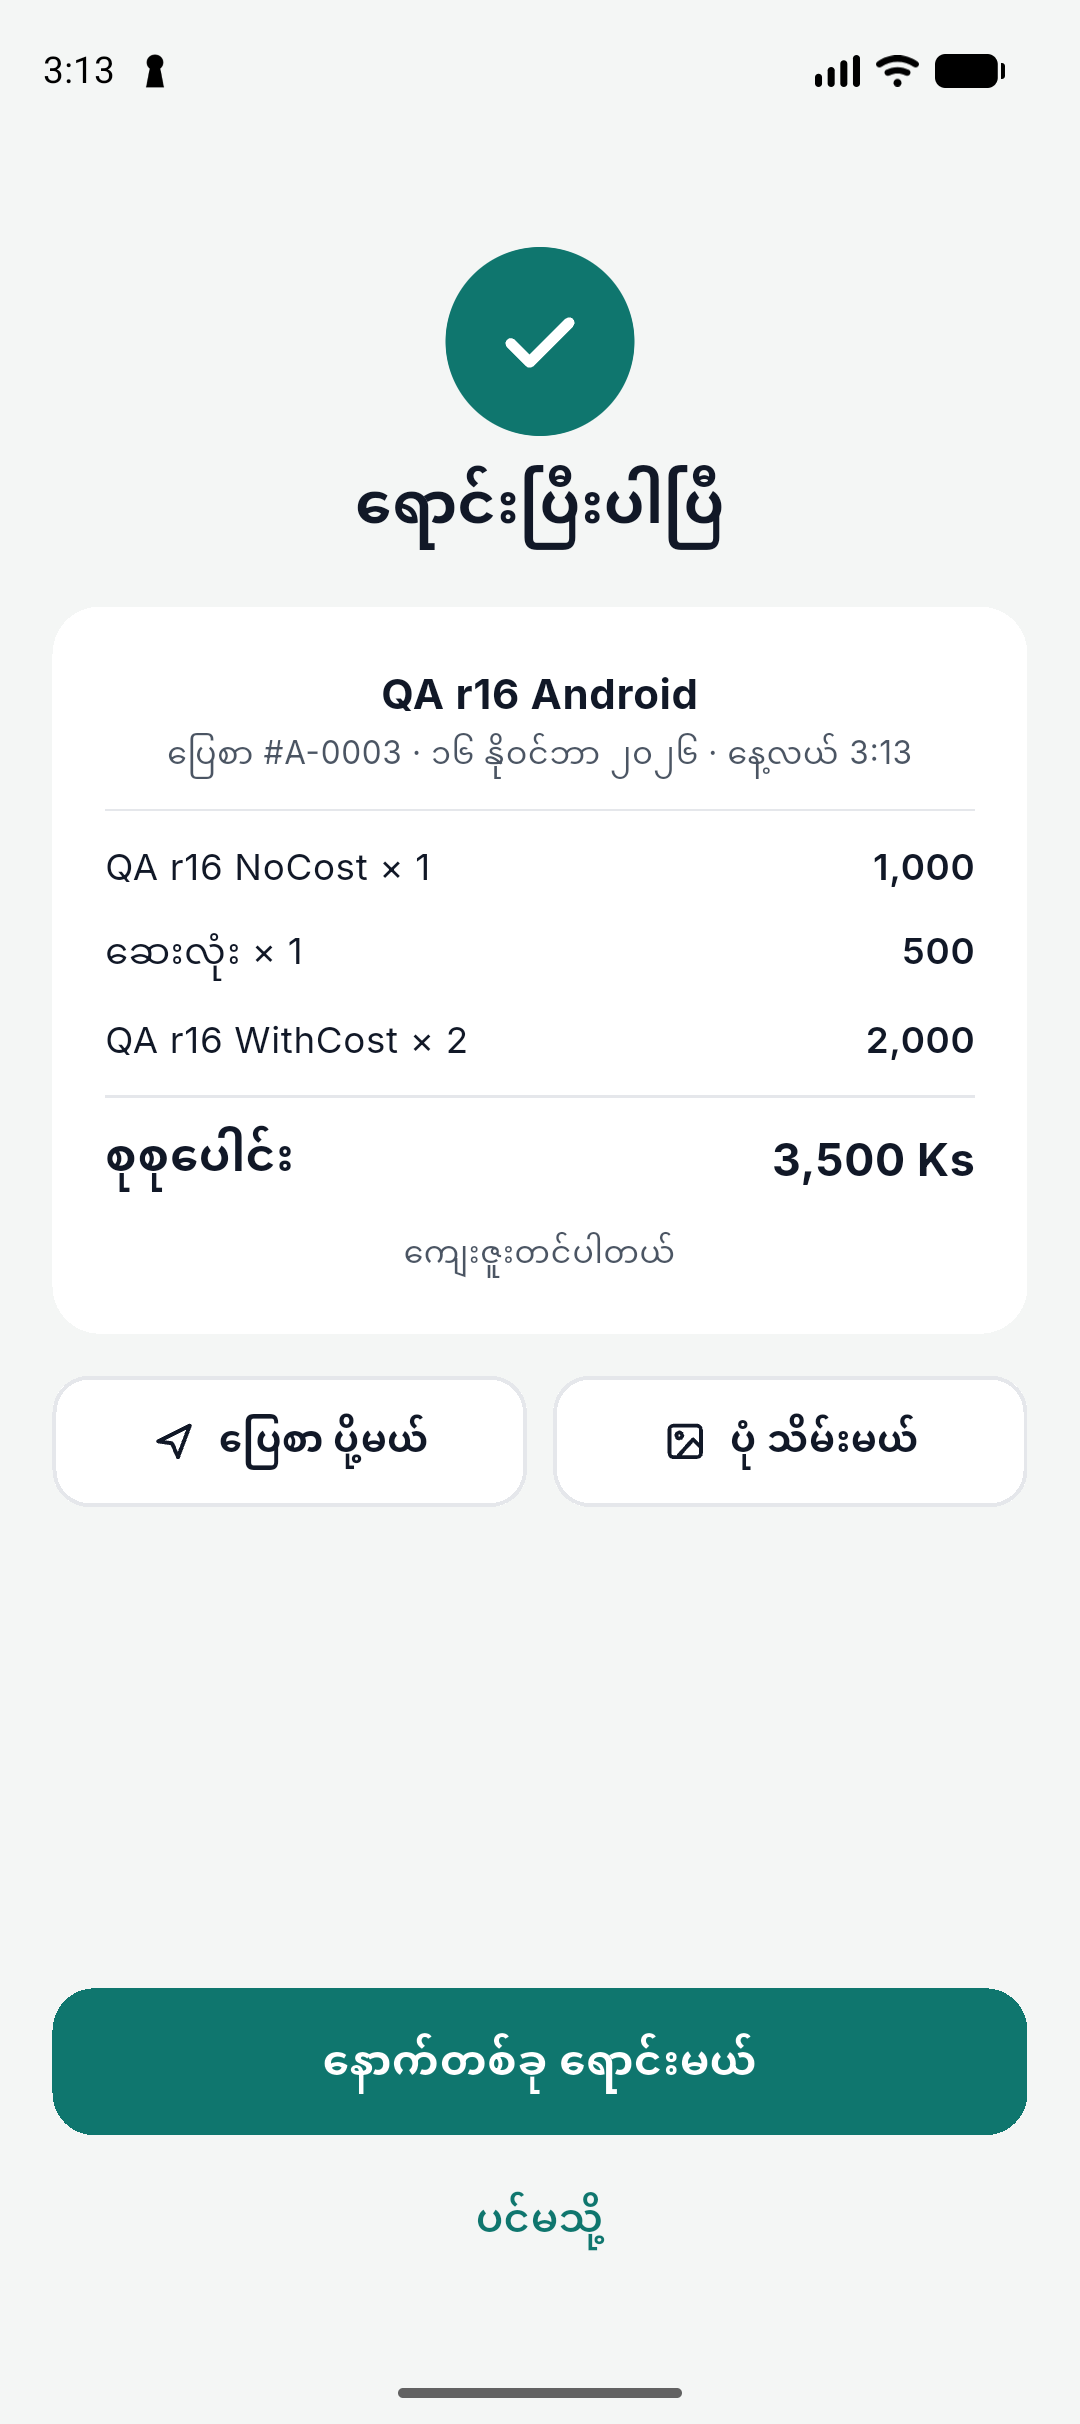 3:13
ရောင်းပြီးပါပြီ
QA r16 Android
ပြေစာ #A-0003 · ၁၆ နိုဝင်ဘာ ၂၀၂၆ · နေ့လယ် 3:13
QA r16 NoCost × 1 1,000
ဆေးလုံး × 1 500
QA r16 WithCost × 2 2,000
စုစုပေါင်း 3,500 Ks
ကျေးဇူးတင်ပါတယ်
ပြေစာ ပို့မယ် ပုံ သိမ်းမယ်
နောက်တစ်ခု ရောင်းမယ်
ပင်မသို့